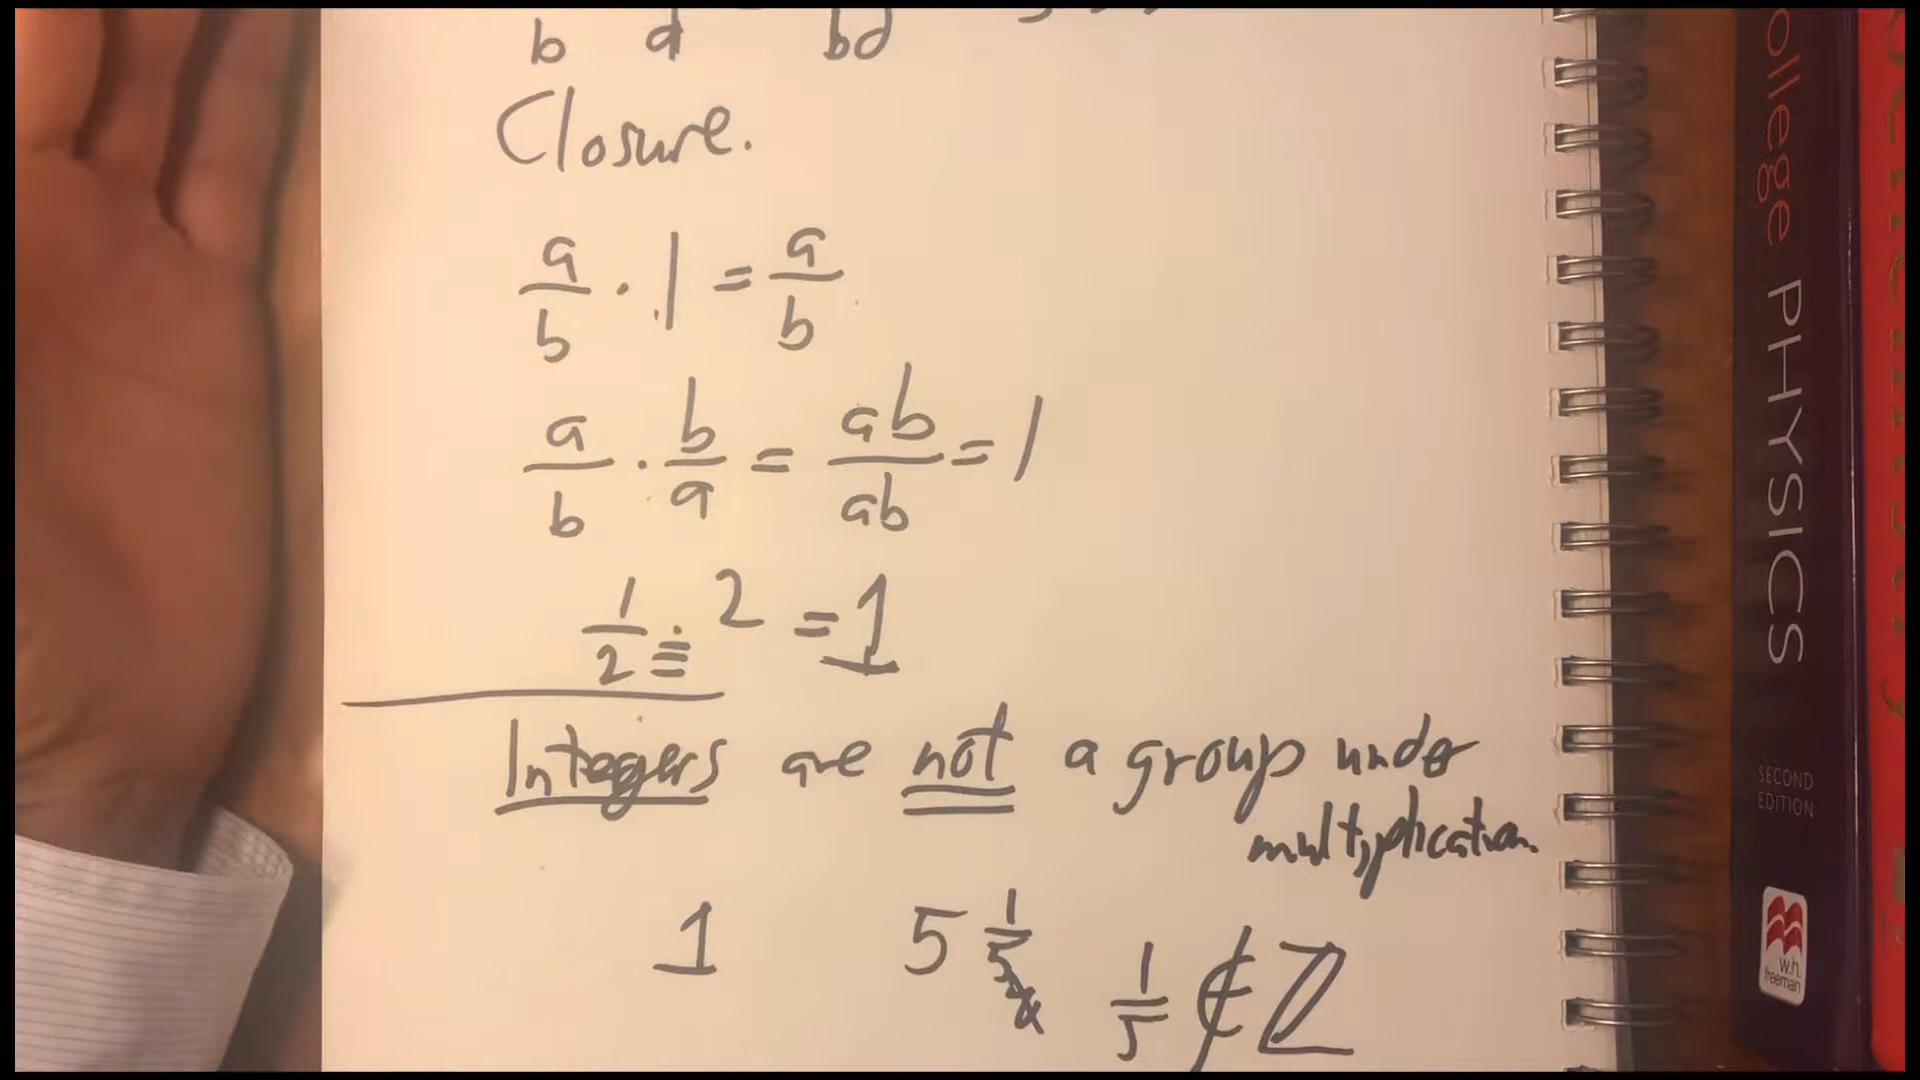 b d bd
Closure.
a/b · 1 = a/b
a/b · b/a = ab/ab = 1
1/2 · 2 = 1
Integers are not a group under
multiplication.
1 5 1/5 1/5 ∉ ℤ
College PHYSICS
SECOND
EDITION
w.h.
freeman